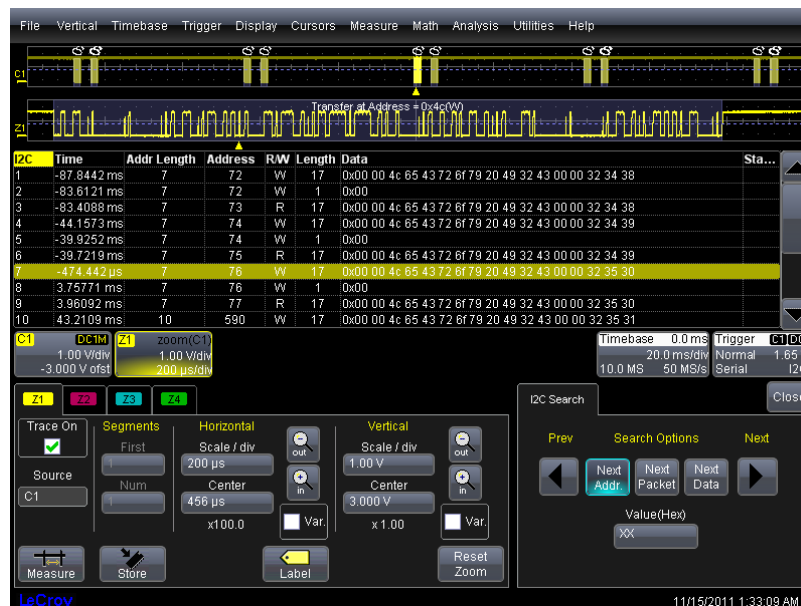 File Vertical Timebase Trigger Display Cursors Measure Math Analysis Utilities Help
C1
Z1
Transfer at Address = 0x4c(W)
I2C Time Addr Length Address R/W Length Data Sta...
1 -87.8442 ms 7 72 W 17 0x00 00 4c 65 43 72 6f 79 20 49 32 43 00 00 32 34 38
2 -83.6121 ms 7 72 W 1 0x00
3 -83.4088 ms 7 73 R 17 0x00 00 4c 65 43 72 6f 79 20 49 32 43 00 00 32 34 38
4 -44.1573 ms 7 74 W 17 0x00 00 4c 65 43 72 6f 79 20 49 32 43 00 00 32 34 39
5 -39.9252 ms 7 74 W 1 0x00
6 -39.7219 ms 7 75 R 17 0x00 00 4c 65 43 72 6f 79 20 49 32 43 00 00 32 34 39
7 -474.442 µs 7 76 W 17 0x00 00 4c 65 43 72 6f 79 20 49 32 43 00 00 32 35 30
8 3.75771 ms 7 76 W 1 0x00
9 3.96092 ms 7 77 R 17 0x00 00 4c 65 43 72 6f 79 20 49 32 43 00 00 32 35 30
10 43.2109 ms 10 590 W 17 0x00 00 4c 65 43 72 6f 79 20 49 32 43 00 00 32 35 31
C1 DC1M Z1 zoom(C1) Timebase 0.0 ms Trigger C1 DC
1.00 V/div 1.00 V/div 20.0 ms/div Normal 1.65
-3.000 V ofst 200 µs/div 10.0 MS 50 MS/s Serial I2
Z1 Z2 Z3 Z4 I2C Search Close
Trace On Segments Horizontal Vertical
First Scale / div out Scale / div out
1 200 µs 1.00 V
Source Num Center in Center in
C1 1 456 µs 3.000 V
x100.0 Var. x 1.00 Var.
Prev Search Options Next
Next Addr. Next Packet Next Data
Value(Hex)
XX
Measure Store Label Reset Zoom
LeCroy 11/15/2011 1:33:09 AM